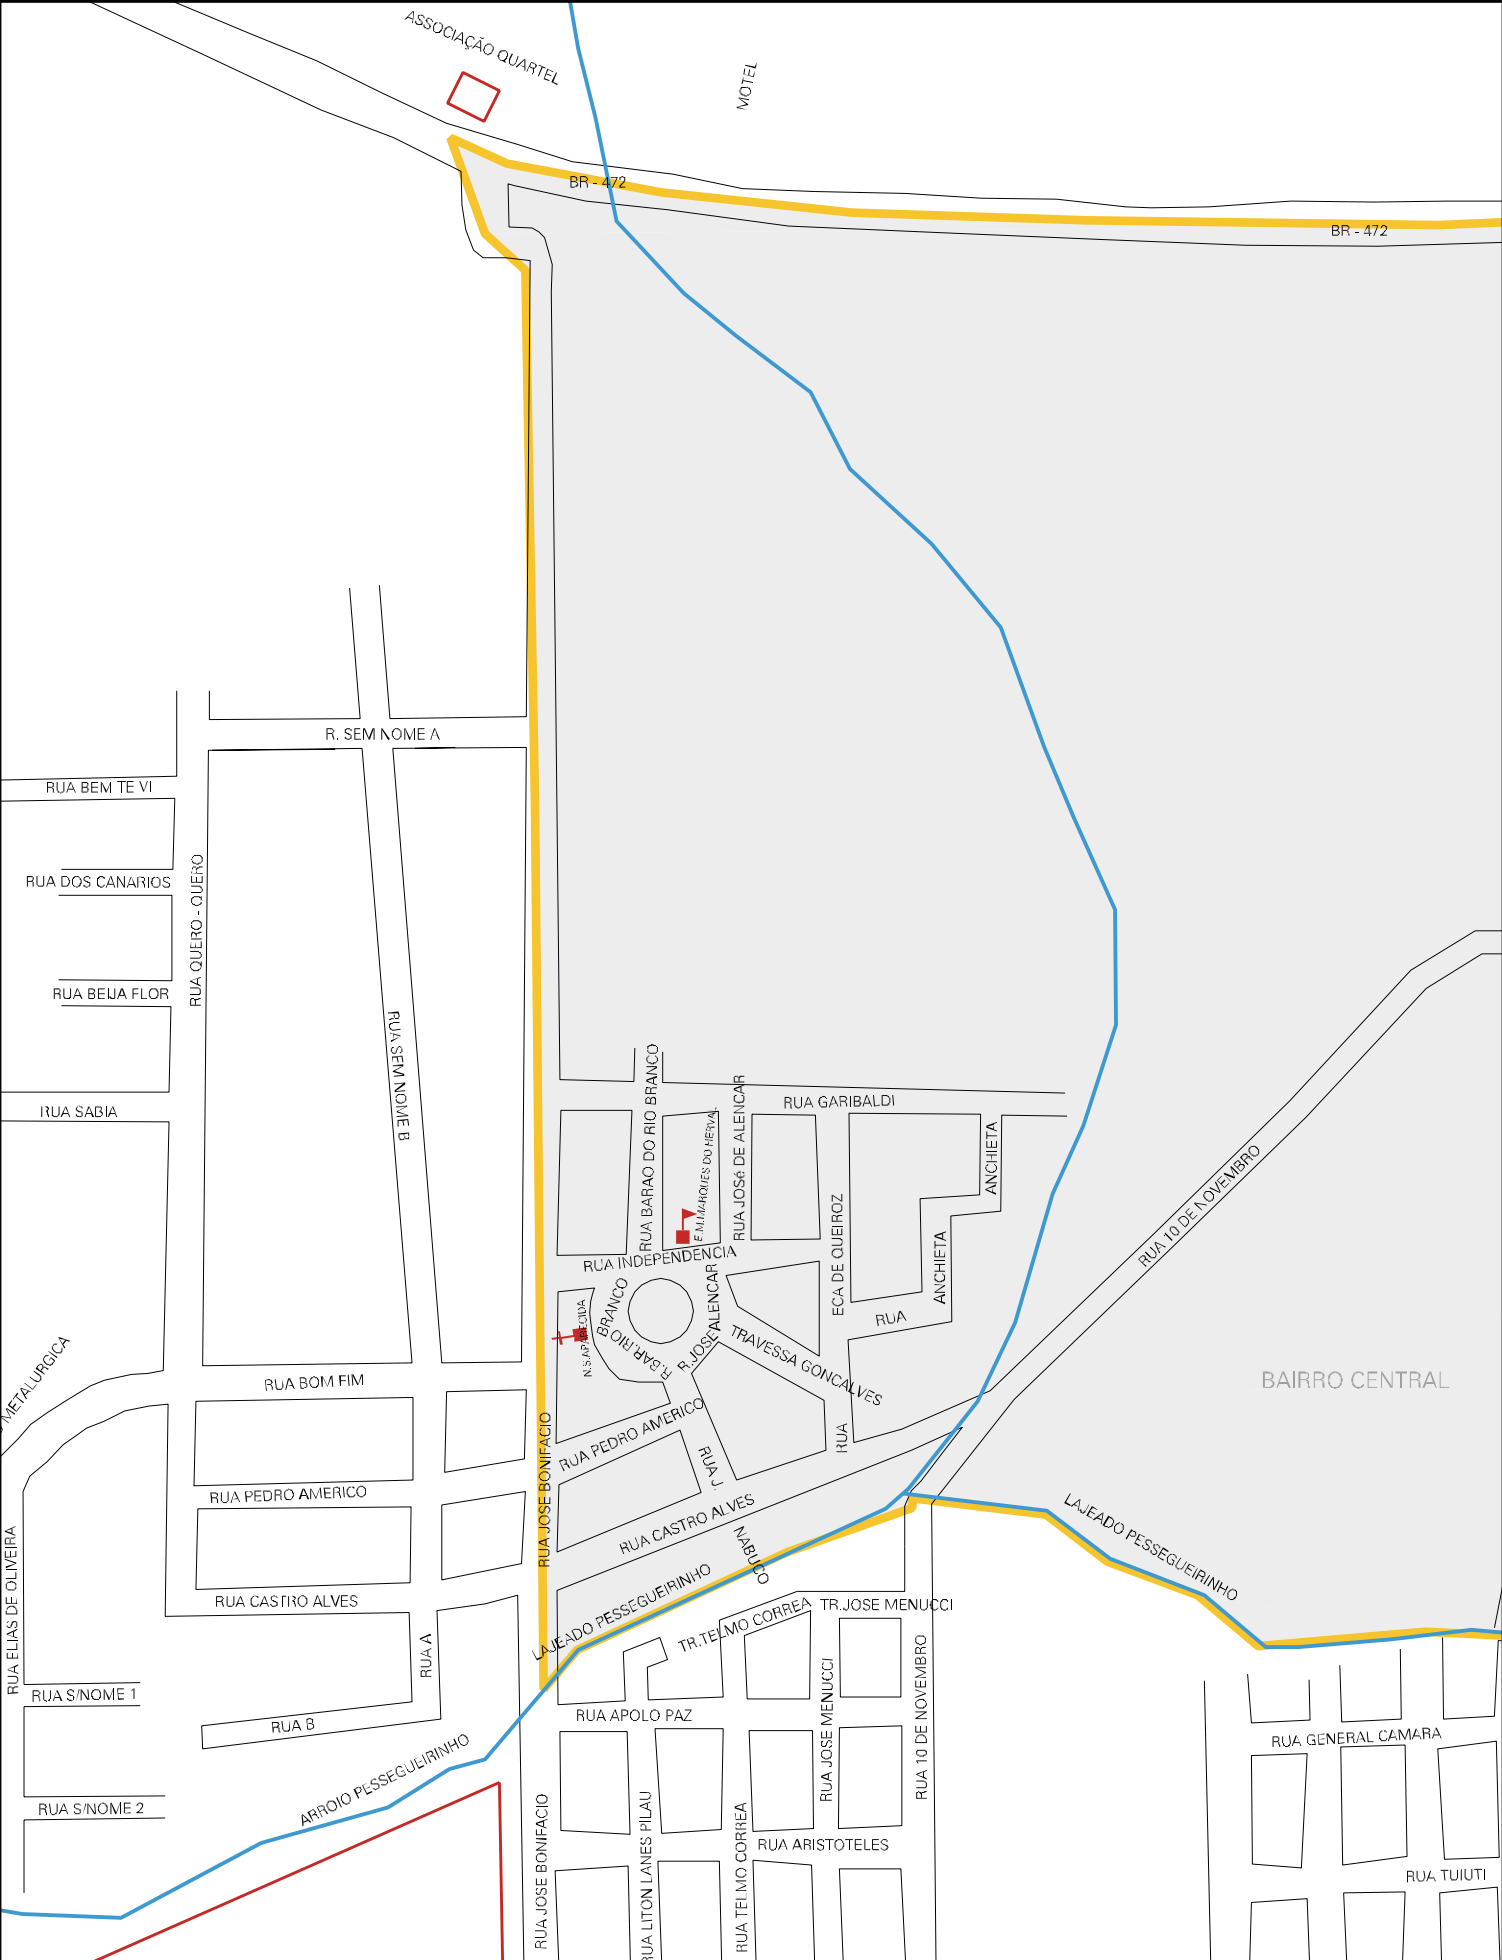 ASSOCIAÇÃO QUARTEL
MOTEL
BR - 472
BR - 472
R. SEM NOME A
RUA BEM TE VI
RUA DOS CANARIOS
RUA QUERO - QUERO
RUA BEIJA FLOR
RUA SEM NOME B
RUA SABIA
RUA BARAO DO RIO BRANCO
E.M.MARQUES DO HERVAL
RUA JOSé DE ALENCAR
RUA GARIBALDI
ANCHIETA
ECA DE QUEIROZ
ANCHIETA
RUA
RUA 10 DE NOVEMBRO
RUA INDEPENDENCIA
N.S.APARECIDA
BRANCO
R.BAR.RIO
R.JOSE
ALENCAR
TRAVESSA GONCALVES
RUA
METALURGICA
RUA BOM FIM
BAIRRO CENTRAL
RUA PEDRO AMERICO
RUA J.
NABUCO
RUA JOSE BONIFACIO
RUA PEDRO AMERICO
RUA CASTRO ALVES
LAJEADO PESSEGUEIRINHO
LAJEADO PESSEGUEIRINHO
RUA ELIAS DE OLIVEIRA
RUA CASTRO ALVES
TR.TELMO CORREA
TR.JOSE MENUCCI
RUA A
RUA S/NOME 1
RUA B
RUA APOLO PAZ
RUA JOSE MENUCCI
RUA 10 DE NOVEMBRO
RUA GENERAL CAMARA
ARROIO PESSEGUEIRINHO
RUA S/NOME 2
RUA JOSE BONIFACIO
RUA LITON LANES PILAU
RUA TELMO CORREA
RUA ARISTOTELES
RUA TUIUTI